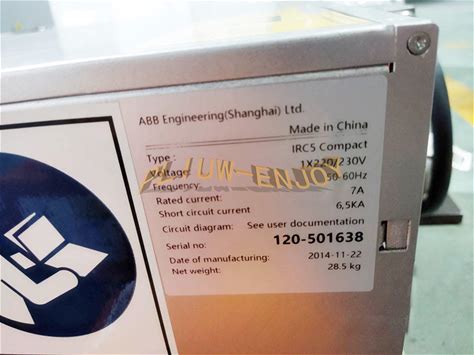 ABB Engineering(Shanghai) Ltd.
Made in China
Type : IRC5 Compact
Voltage: 1X220/230V
Frequency: 50-60Hz
Rated current: 7A
Short circuit current 6,5KA
Circuit diagram: See user documentation
Serial no: 120-501638
Date of manufacturing: 2014-11-22
Net weight: 28.5 kg
UW-ENJOY